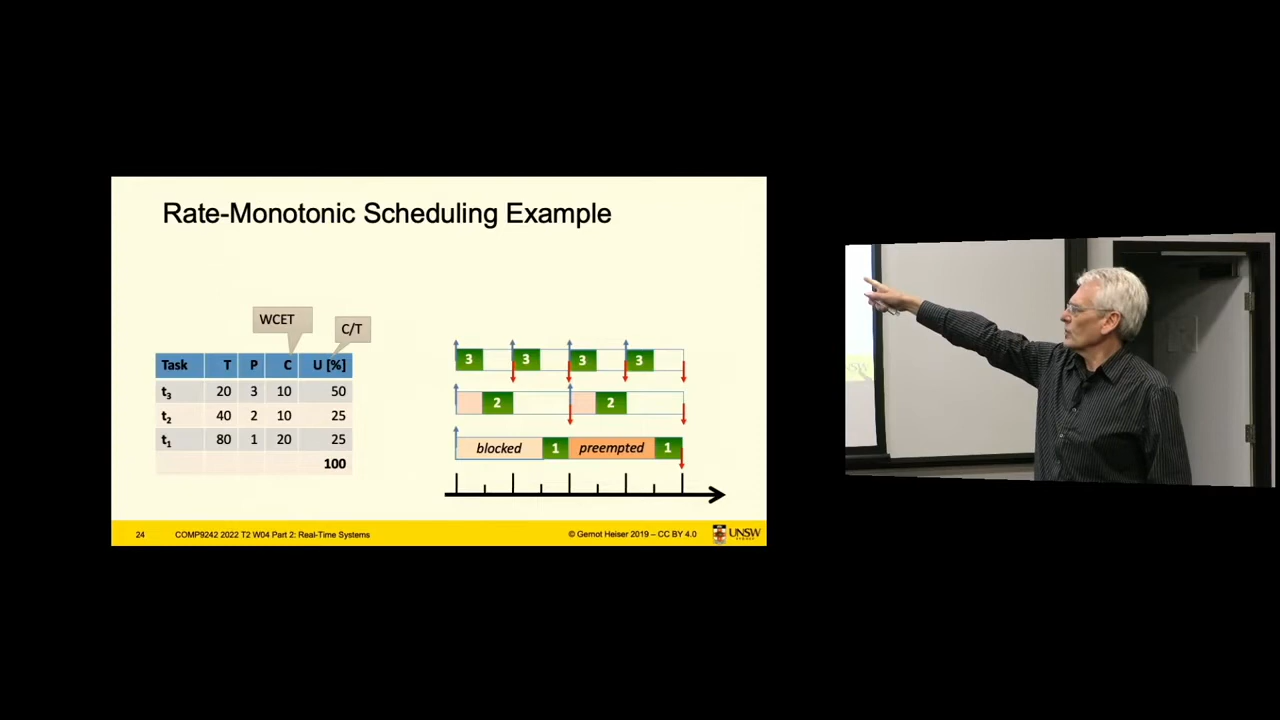 Rate-Monotonic Scheduling Example
WCET
C/T
Task T P C U [%]
t3 20 3 10 50
t2 40 2 10 25
t1 80 1 20 25
100
3 3 3 3
2 2
blocked 1 preempted 1
24 COMP9242 2022 T2 W04 Part 2: Real-Time Systems © Gernot Heiser 2019 – CC BY 4.0 UNSW